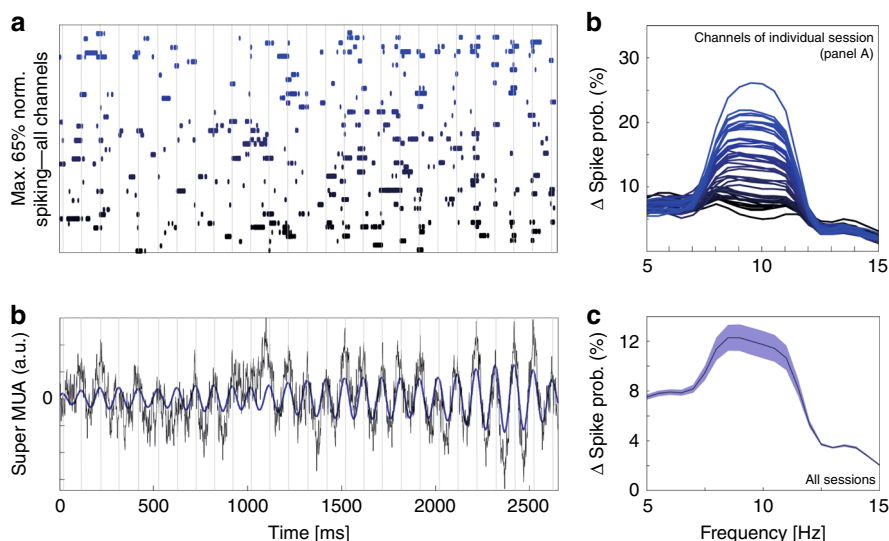 a
Max. 65% norm.
spiking—all channels
b
Super MUA (a.u.)
0
0
500
1000
1500
2000
2500
Time [ms]
b
Channels of individual session
(panel A)
Δ Spike prob. (%)
30
20
10
5
10
15
c
Δ Spike prob. (%)
12
8
4
0
All sessions
5
10
15
Frequency [Hz]